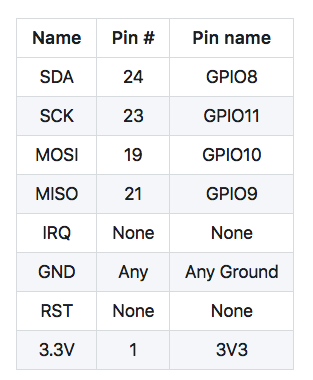 Name Pin # Pin name
SDA 24 GPIO8
SCK 23 GPIO11
MOSI 19 GPIO10
MISO 21 GPIO9
IRQ None None
GND Any Any Ground
RST None None
3.3V 1 3V3